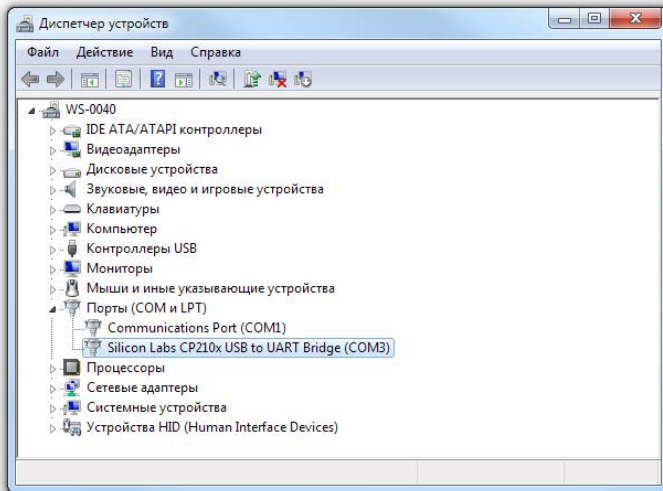 Диспетчер устройств
Файл Действие Вид Справка
WS-0040
IDE ATA/ATAPI контроллеры
Видеоадаптеры
Дисковые устройства
Звуковые, видео и игровые устройства
Клавиатуры
Компьютер
Контроллеры USB
Мониторы
Мыши и иные указывающие устройства
Порты (COM и LPT)
Communications Port (COM1)
Silicon Labs CP210x USB to UART Bridge (COM3)
Процессоры
Сетевые адаптеры
Системные устройства
Устройства HID (Human Interface Devices)